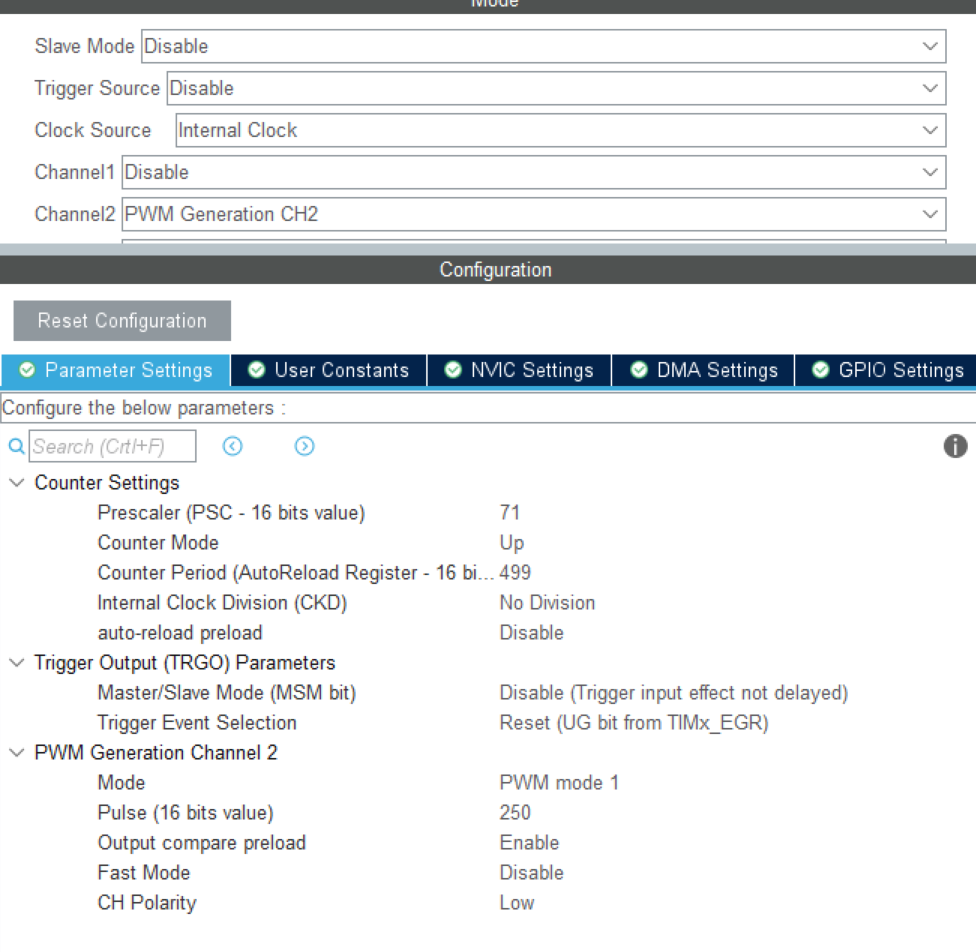 Mode
Slave Mode Disable
Trigger Source Disable
Clock Source Internal Clock
Channel1 Disable
Channel2 PWM Generation CH2
Configuration
Reset Configuration
Parameter Settings User Constants NVIC Settings DMA Settings GPIO Settings
Configure the below parameters :
Search (Crtl+F)
Counter Settings
Prescaler (PSC - 16 bits value) 71
Counter Mode Up
Counter Period (AutoReload Register - 16 bi... 499
Internal Clock Division (CKD) No Division
auto-reload preload Disable
Trigger Output (TRGO) Parameters
Master/Slave Mode (MSM bit) Disable (Trigger input effect not delayed)
Trigger Event Selection Reset (UG bit from TIMx_EGR)
PWM Generation Channel 2
Mode PWM mode 1
Pulse (16 bits value) 250
Output compare preload Enable
Fast Mode Disable
CH Polarity Low